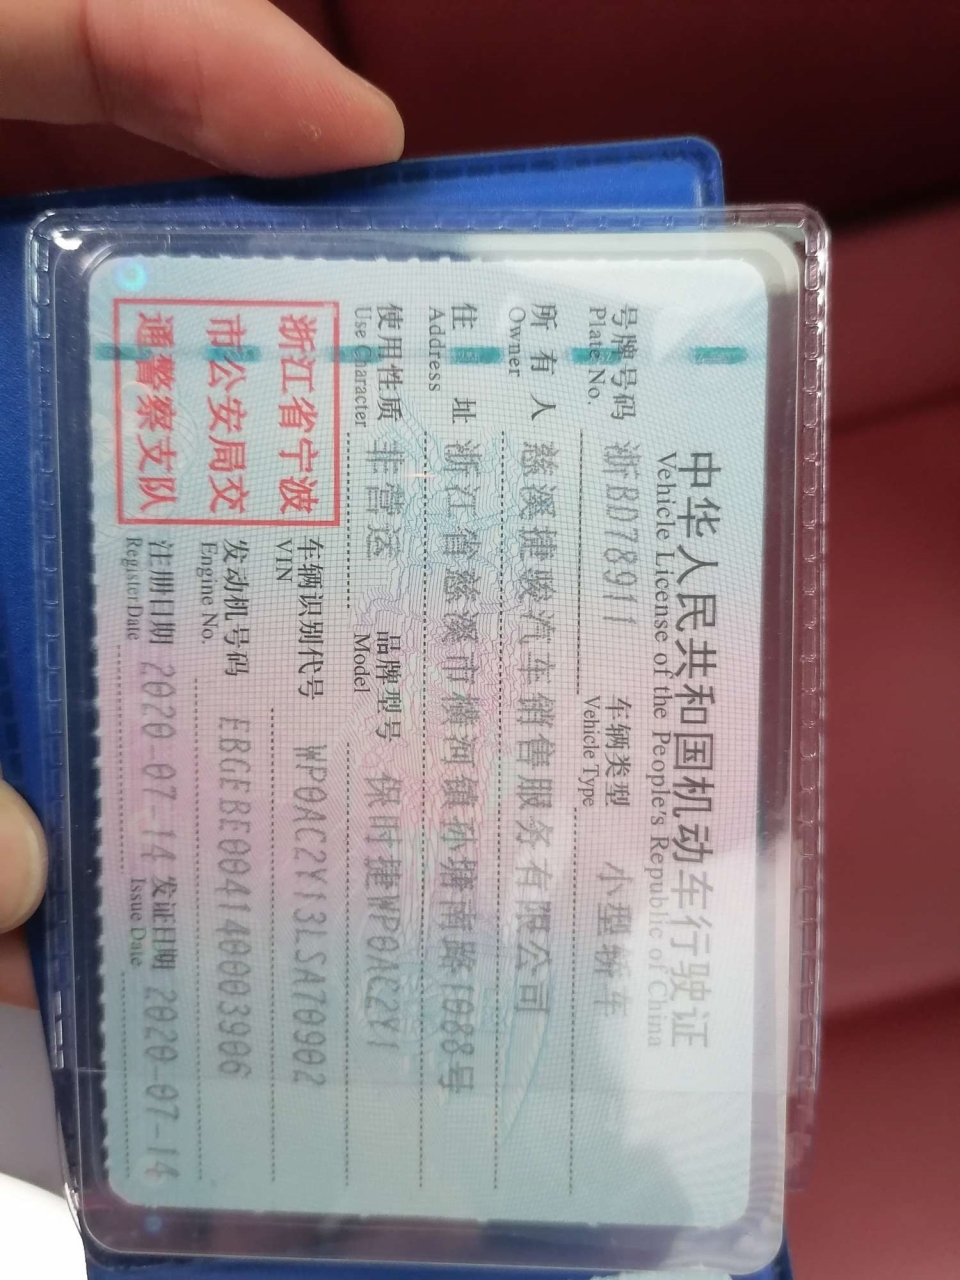 中华人民共和国机动车行驶证
Vehicle License of the People's Republic of China
号牌号码 浙BD78911 车辆类型 小型轿车
Plate No. Vehicle Type
所有人 慈溪捷骏汽车销售服务有限公司
Owner
住址 浙江省慈溪市横河镇孙塘南路1088号
Address
使用性质 非营运 品牌型号 保时捷WP0AC2Y1
Use Character Model
浙江省宁波
市公安局交
通警察支队
车辆识别代号 WP0AC2Y13LSA70902
VIN
发动机号码 EBGEBE004140003906
Engine No.
注册日期 2020-07-14 发证日期 2020-07-14
Register Date Issue Date